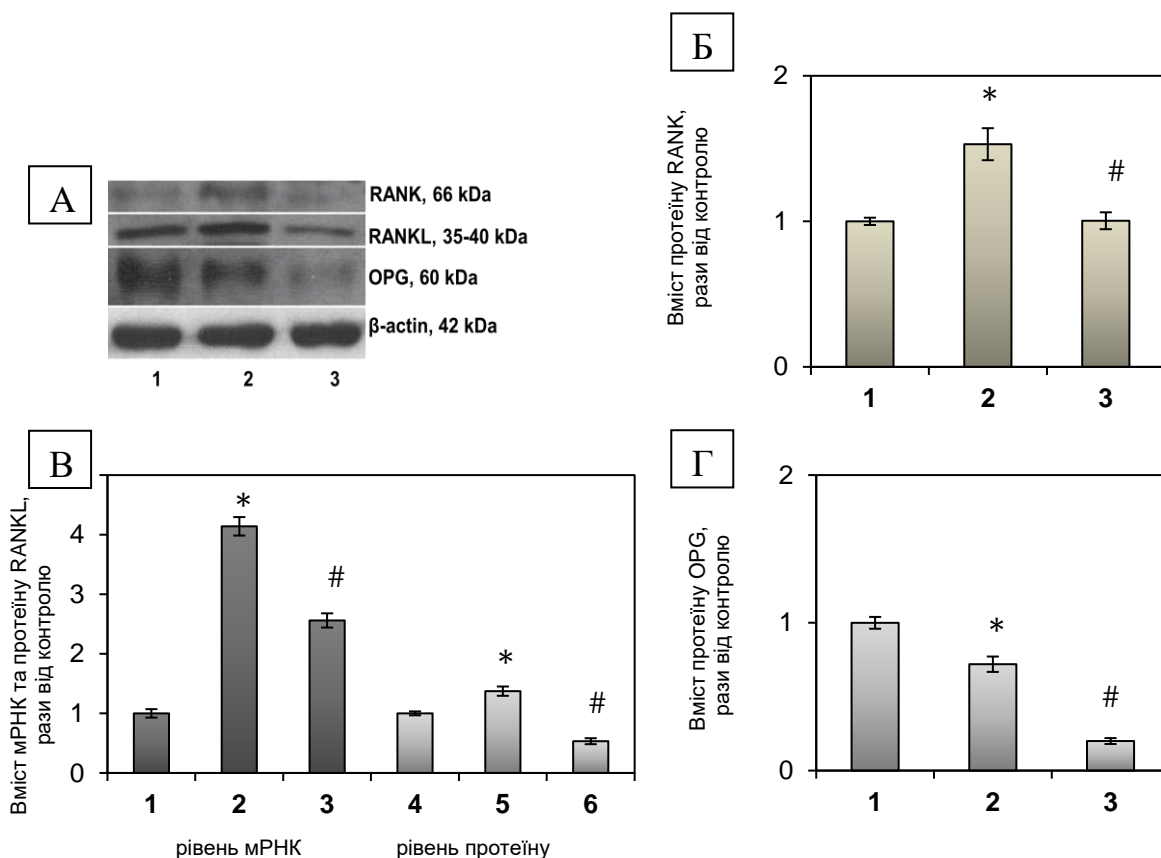 А
RANK, 66 kDa
RANKL, 35-40 kDa
OPG, 60 kDa
β-actin, 42 kDa
1 2 3
Б
Вміст протеїну RANK,
рази від контролю
2
1
0
*
#
1 2 3
В
Вміст мРНК та протеїну RANKL,
рази від контролю
4
3
2
1
0
*
#
*
#
1 2 3 4 5 6
рівень мРНК рівень протеїну
Г
Вміст протеїну OPG,
рази від контролю
2
1
0
*
#
1 2 3